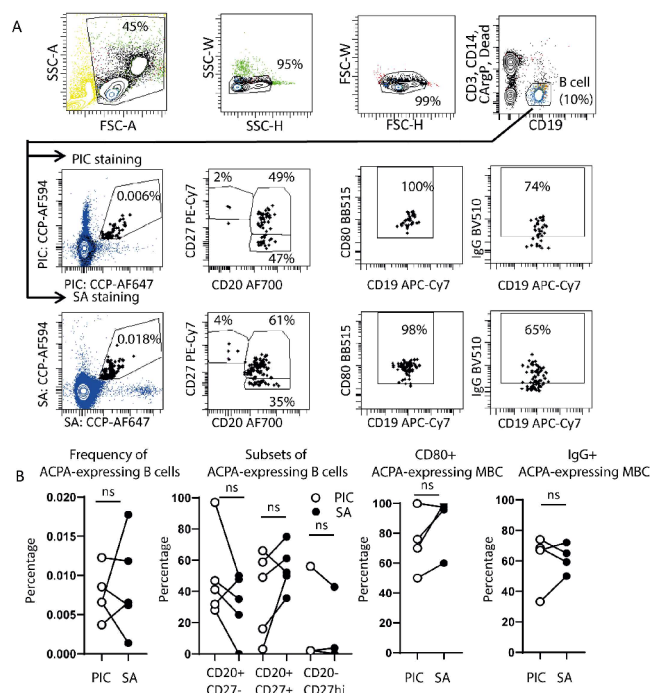 A
45%
SSC-A
FSC-A
95%
SSC-W
SSC-H
99%
FSC-W
FSC-H
CD3, CD14,
CArgP, Dead
B cell
(10%)
CD19
PIC staining
0.006%
PIC: CCP-AF594
PIC: CCP-AF647
2% 49%
47%
CD27 PE-Cy7
CD20 AF700
100%
CD80 BB515
CD19 APC-Cy7
74%
IgG BV510
CD19 APC-Cy7
SA staining
0.018%
SA: CCP-AF594
SA: CCP-AF647
4% 61%
35%
CD27 PE-Cy7
CD20 AF700
98%
CD80 BB515
CD19 APC-Cy7
65%
IgG BV510
CD19 APC-Cy7
B
Frequency of
ACPA-expressing B cells
ns
0.020
0.015
0.010
0.005
0.000
Percentage
PIC SA
Subsets of
ACPA-expressing B cells
PIC
SA
ns ns ns
100
80
60
40
20
0
Percentage
CD20+
CD27-
CD20+
CD27+
CD20-
CD27hi
CD80+
ACPA-expressing MBC
ns
100
80
60
40
20
0
Percentage
PIC SA
IgG+
ACPA-expressing MBC
ns
100
80
60
40
20
0
Percentage
PIC SA